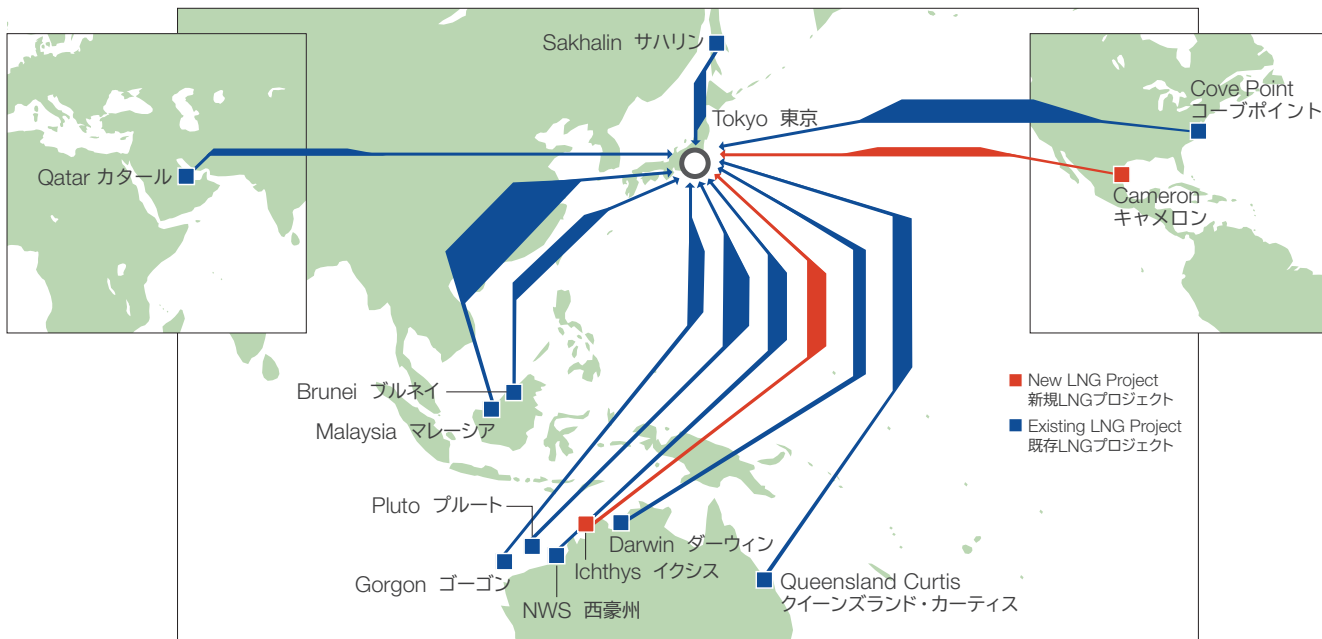 Sakhalin サハリン
Cove Point
コーブポイント
Tokyo 東京
Qatar カタール
Cameron
キャメロン
Brunei ブルネイ
Malaysia マレーシア
New LNG Project
新規LNGプロジェクト
Existing LNG Project
既存LNGプロジェクト
Pluto プルート
Darwin ダーウィン
Gorgon ゴーゴン
Ichthys イクシス
NWS 西豪州
Queensland Curtis
クイーンズランド・カーティス